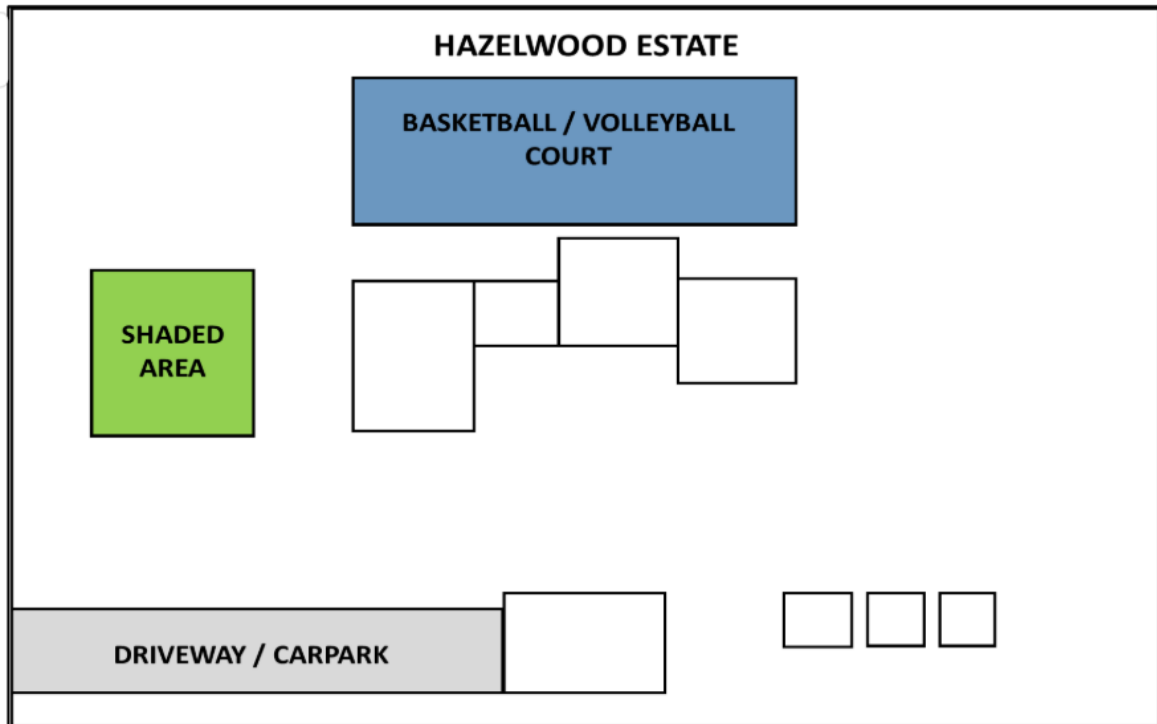 HAZELWOOD ESTATE
BASKETBALL / VOLLEYBALL
COURT
SHADED
AREA
DRIVEWAY / CARPARK